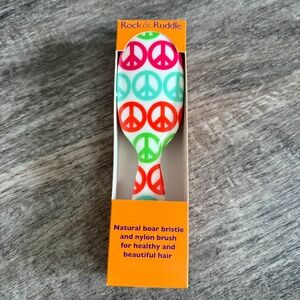 Rock & Ruddle
Natural boar bristle
and nylon brush
for healthy and
beautiful hair